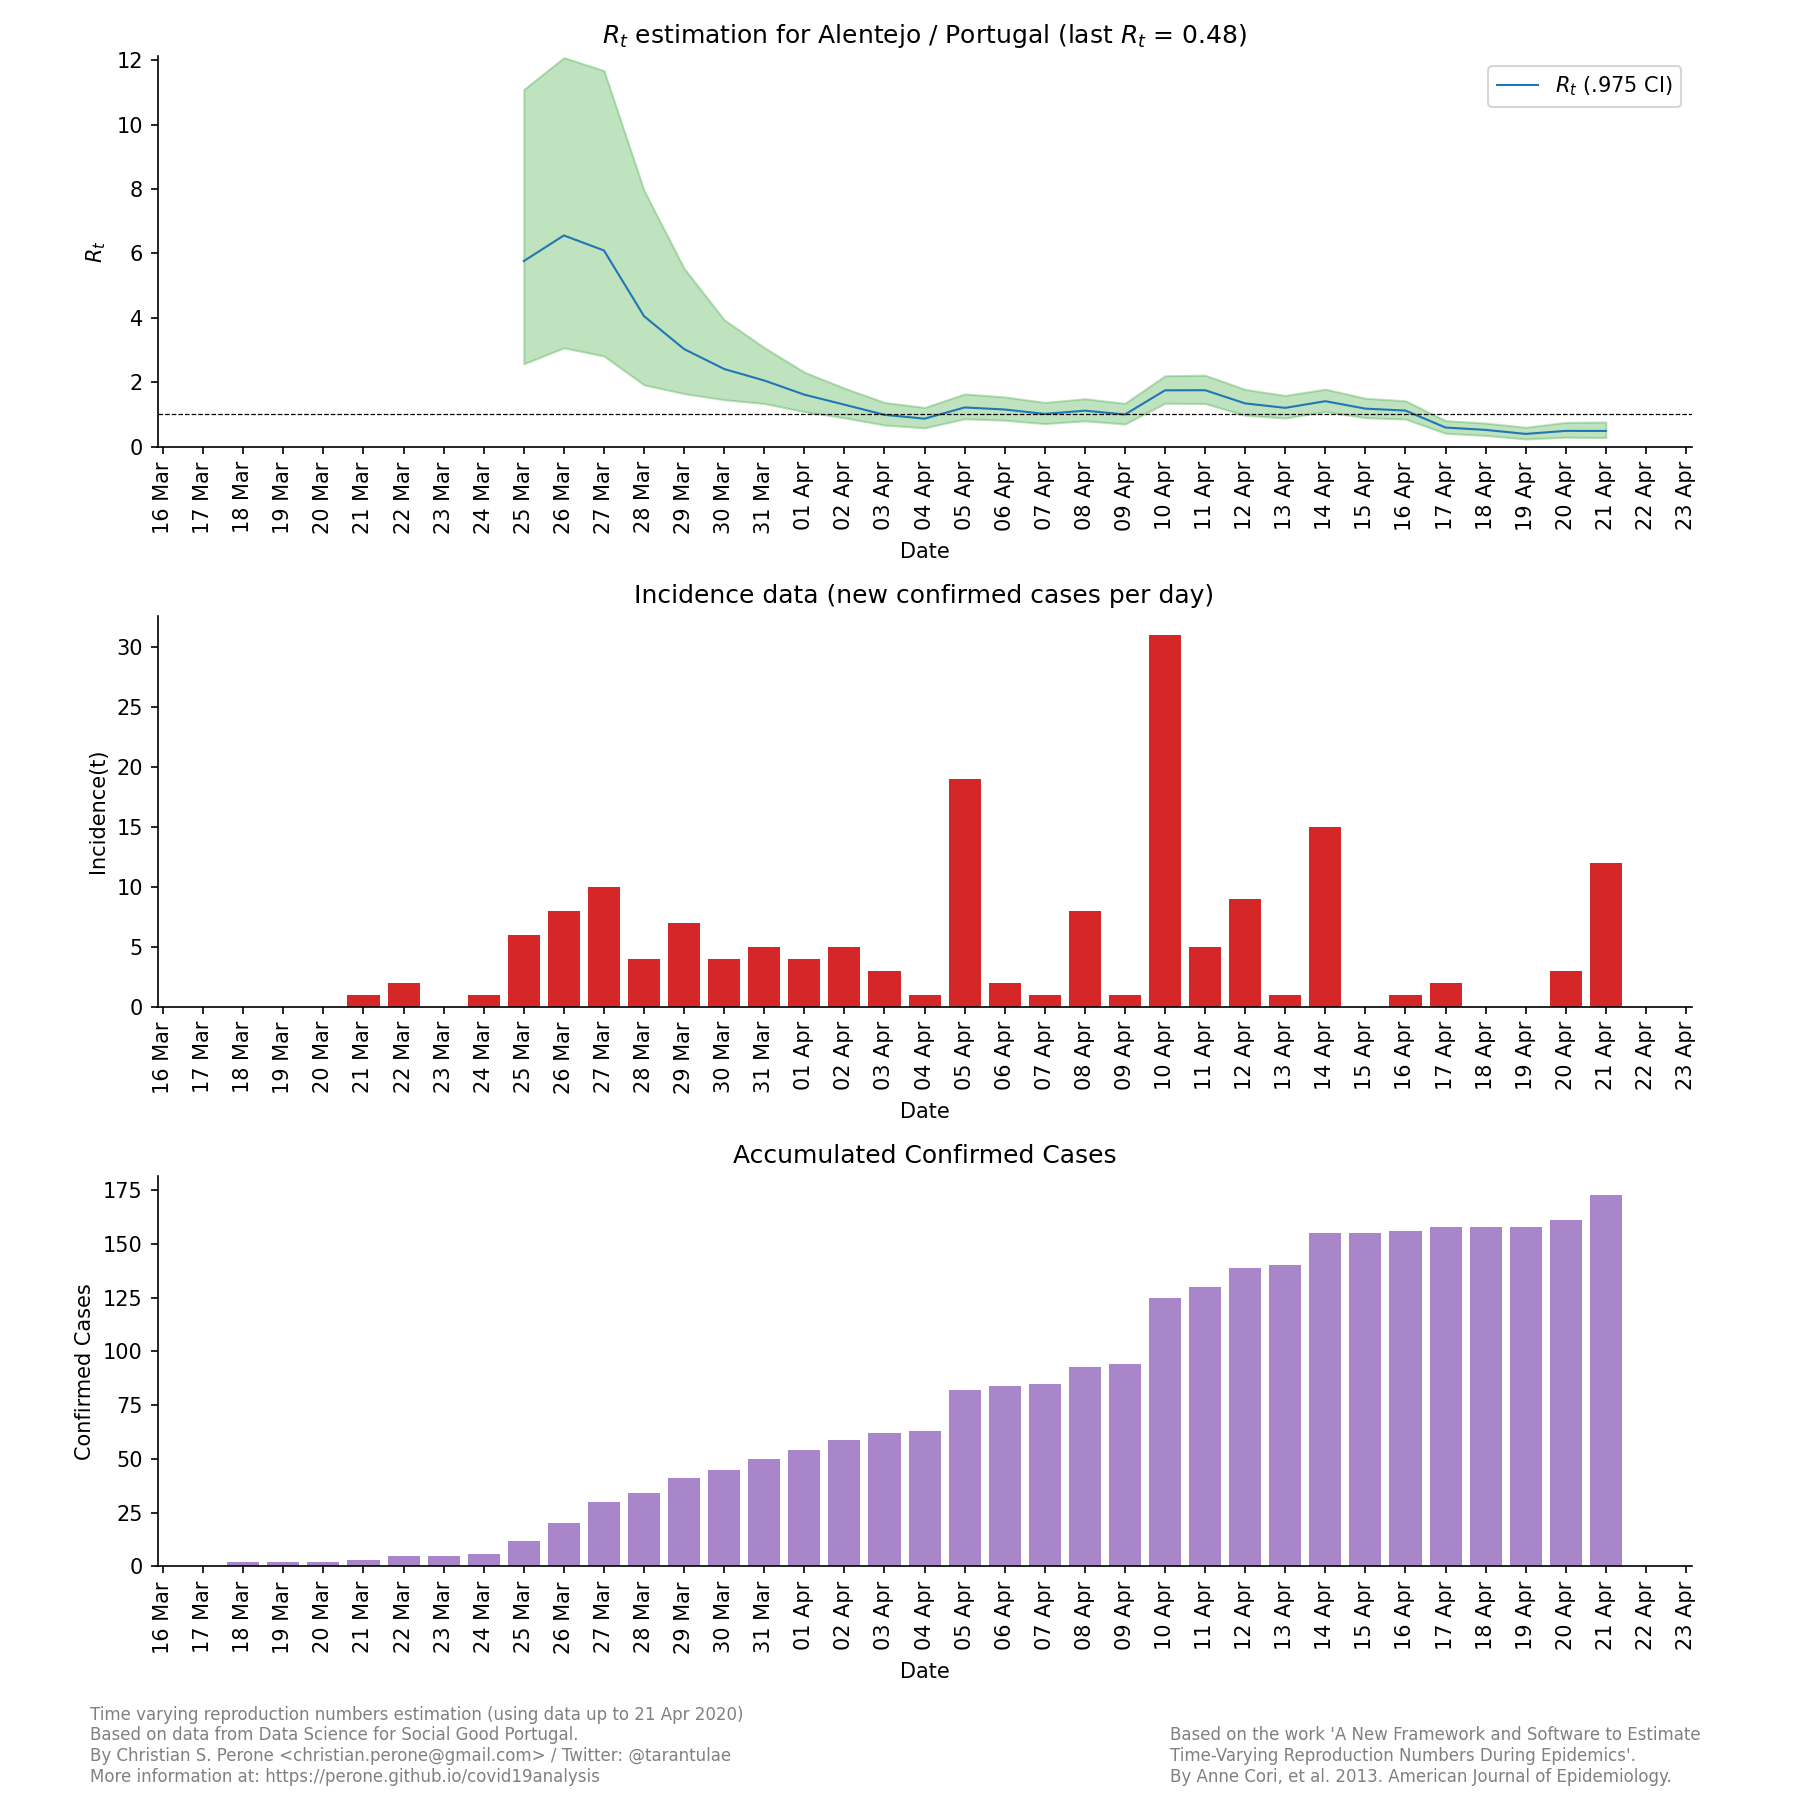 R_t estimation for Alentejo / Portugal (last R_t = 0.48)
12
10
8
6
4
2
0
R_t
R_t (.975 CI)
16 Mar
17 Mar
18 Mar
19 Mar
20 Mar
21 Mar
22 Mar
23 Mar
24 Mar
25 Mar
26 Mar
27 Mar
28 Mar
29 Mar
30 Mar
31 Mar
01 Apr
02 Apr
03 Apr
04 Apr
05 Apr
06 Apr
07 Apr
08 Apr
09 Apr
10 Apr
11 Apr
12 Apr
13 Apr
14 Apr
15 Apr
16 Apr
17 Apr
18 Apr
19 Apr
20 Apr
21 Apr
22 Apr
23 Apr
Date
Incidence data (new confirmed cases per day)
30
25
20
15
10
5
0
Incidence(t)
16 Mar
17 Mar
18 Mar
19 Mar
20 Mar
21 Mar
22 Mar
23 Mar
24 Mar
25 Mar
26 Mar
27 Mar
28 Mar
29 Mar
30 Mar
31 Mar
01 Apr
02 Apr
03 Apr
04 Apr
05 Apr
06 Apr
07 Apr
08 Apr
09 Apr
10 Apr
11 Apr
12 Apr
13 Apr
14 Apr
15 Apr
16 Apr
17 Apr
18 Apr
19 Apr
20 Apr
21 Apr
22 Apr
23 Apr
Date
Accumulated Confirmed Cases
175
150
125
100
75
50
25
0
Confirmed Cases
16 Mar
17 Mar
18 Mar
19 Mar
20 Mar
21 Mar
22 Mar
23 Mar
24 Mar
25 Mar
26 Mar
27 Mar
28 Mar
29 Mar
30 Mar
31 Mar
01 Apr
02 Apr
03 Apr
04 Apr
05 Apr
06 Apr
07 Apr
08 Apr
09 Apr
10 Apr
11 Apr
12 Apr
13 Apr
14 Apr
15 Apr
16 Apr
17 Apr
18 Apr
19 Apr
20 Apr
21 Apr
22 Apr
23 Apr
Date
Time varying reproduction numbers estimation (using data up to 21 Apr 2020)
Based on data from Data Science for Social Good Portugal.
By Christian S. Perone <christian.perone@gmail.com> / Twitter: @tarantulae
More information at: https://perone.github.io/covid19analysis
Based on the work 'A New Framework and Software to Estimate
Time-Varying Reproduction Numbers During Epidemics'.
By Anne Cori, et al. 2013. American Journal of Epidemiology.